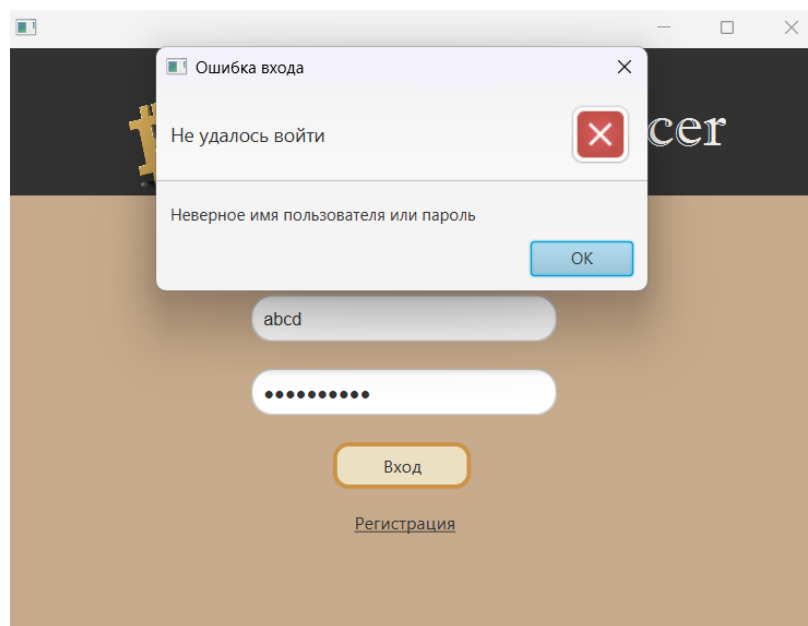 Ошибка входа
Не удалось войти
cer
Неверное имя пользователя или пароль
OK
abcd
Вход
Регистрация